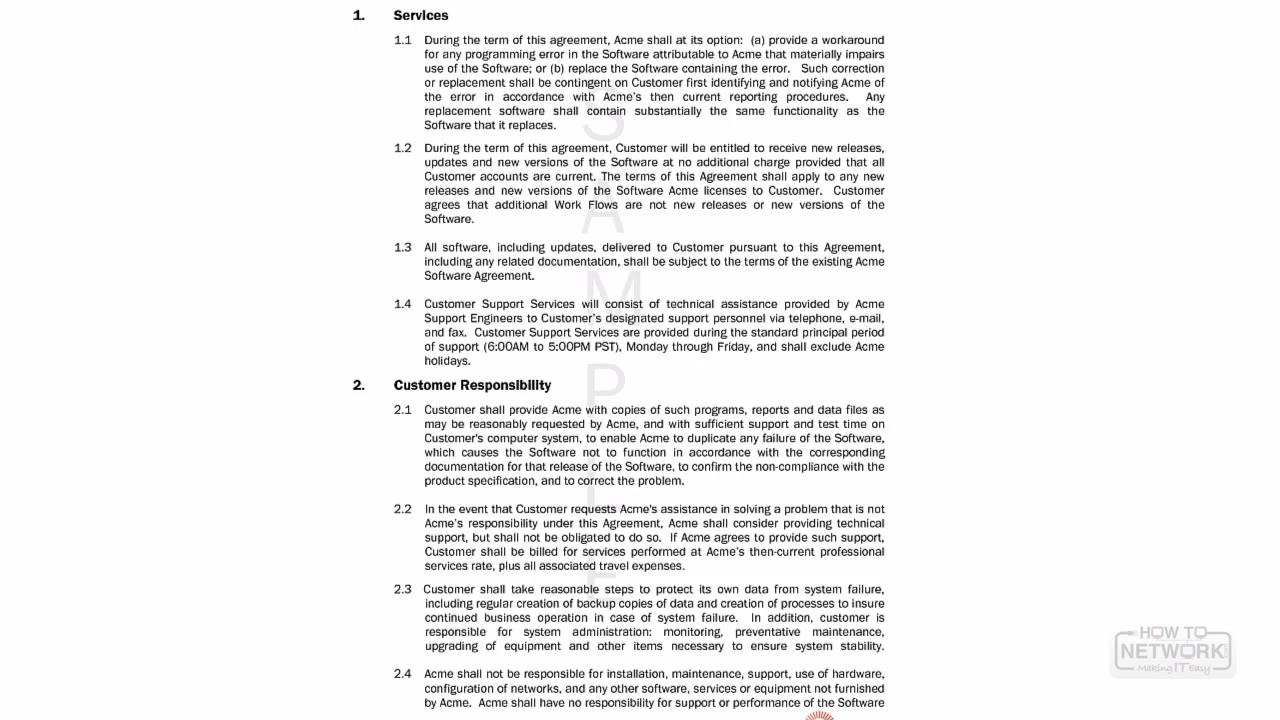 1. Services
1.1 During the term of this agreement, Acme shall at its option: (a) provide a workaround
for any programming error in the Software attributable to Acme that materially impairs
use of the Software; or (b) replace the Software containing the error. Such correction
or replacement shall be contingent on Customer first identifying and notifying Acme of
the error in accordance with Acme's then current reporting procedures. Any
replacement software shall contain substantially the same functionality as the
Software that it replaces.
1.2 During the term of this agreement, Customer will be entitled to receive new releases,
updates and new versions of the Software at no additional charge provided that all
Customer accounts are current. The terms of this Agreement shall apply to any new
releases and new versions of the Software Acme licenses to Customer. Customer
agrees that additional Work Flows are not new releases or new versions of the
Software.
1.3 All software, including updates, delivered to Customer pursuant to this Agreement,
including any related documentation, shall be subject to the terms of the existing Acme
Software Agreement.
1.4 Customer Support Services will consist of technical assistance provided by Acme
Support Engineers to Customer's designated support personnel via telephone, e-mail,
and fax. Customer Support Services are provided during the standard principal period
of support (6:00AM to 5:00PM PST), Monday through Friday, and shall exclude Acme
holidays.
2. Customer Responsibility
2.1 Customer shall provide Acme with copies of such programs, reports and data files as
may be reasonably requested by Acme, and with sufficient support and test time on
Customer's computer system, to enable Acme to duplicate any failure of the Software,
which causes the Software not to function in accordance with the corresponding
documentation for that release of the Software, to confirm the non-compliance with the
product specification, and to correct the problem.
2.2 In the event that Customer requests Acme's assistance in solving a problem that is not
Acme's responsibility under this Agreement, Acme shall consider providing technical
support, but shall not be obligated to do so. If Acme agrees to provide such support,
Customer shall be billed for services performed at Acme's then-current professional
services rate, plus all associated travel expenses.
2.3 Customer shall take reasonable steps to protect its own data from system failure,
including regular creation of backup copies of data and creation of processes to insure
continued business operation in case of system failure. In addition, customer is
responsible for system administration: monitoring, preventative maintenance,
upgrading of equipment and other items necessary to ensure system stability.
2.4 Acme shall not be responsible for installation, maintenance, support, use of hardware,
configuration of networks, and any other software, services or equipment not furnished
by Acme. Acme shall have no responsibility for support or performance of the Software
SAMPLE
HOW TO
NETWORK
Making IT Easy